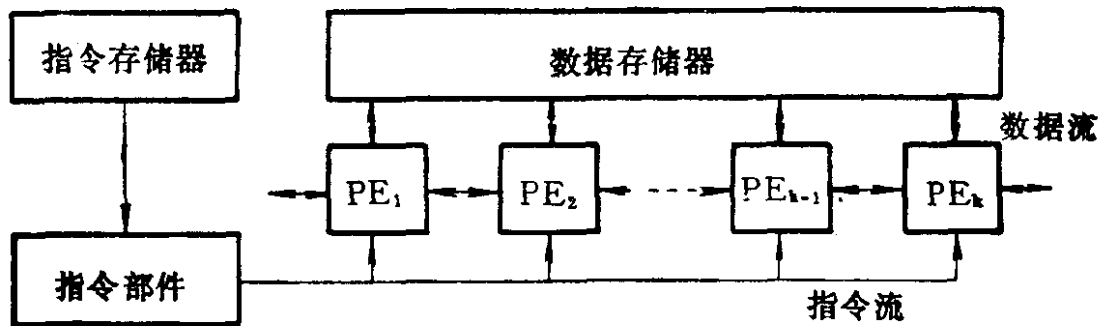 指令存储器
数据存储器
数据流
PE₁
PE₂
PEₖ₋₁
PEₖ
指令部件
指令流